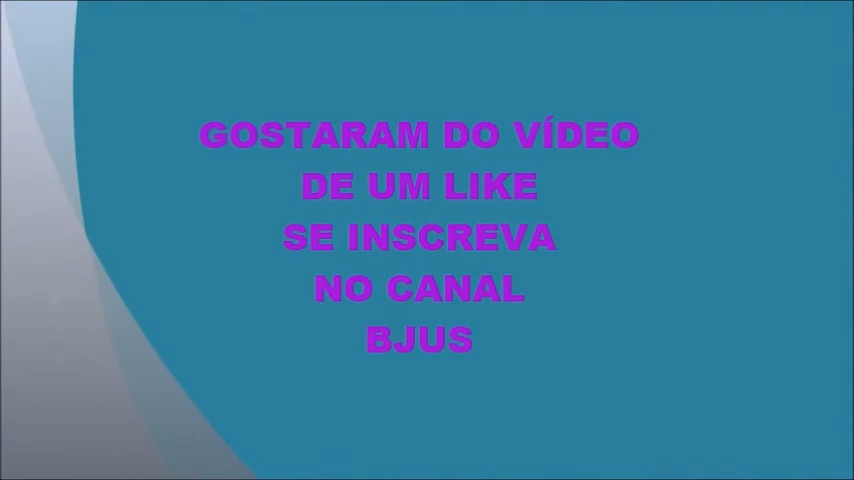 GOSTARAM DO VÍDEO
DE UM LIKE
SE INSCREVA
NO CANAL
BJUS